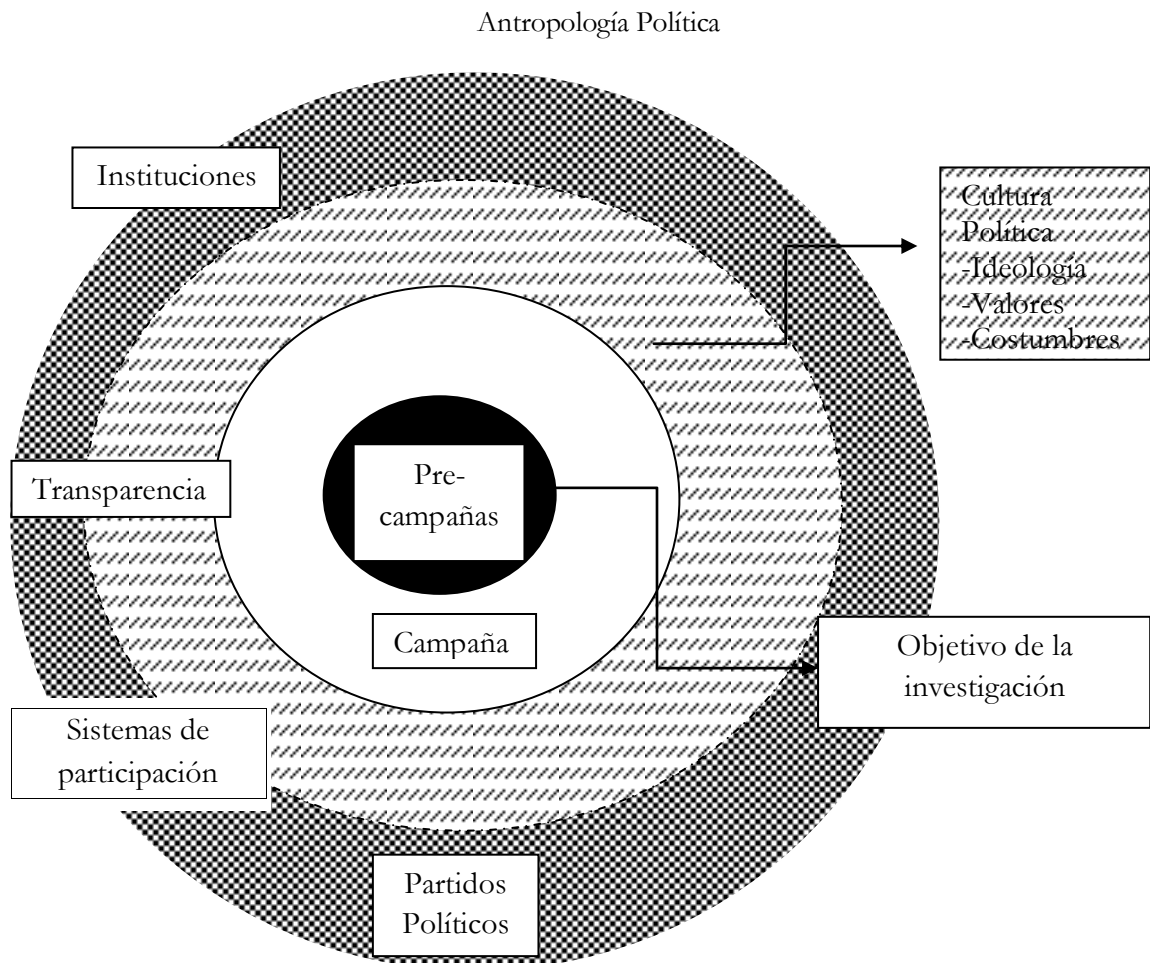 Antropología Política
Instituciones
Cultura
Política
-Ideología
-Valores
-Costumbres
Transparencia
Pre-
campañas
Campaña
Objetivo de la
investigación
Sistemas de
participación
Partidos
Políticos